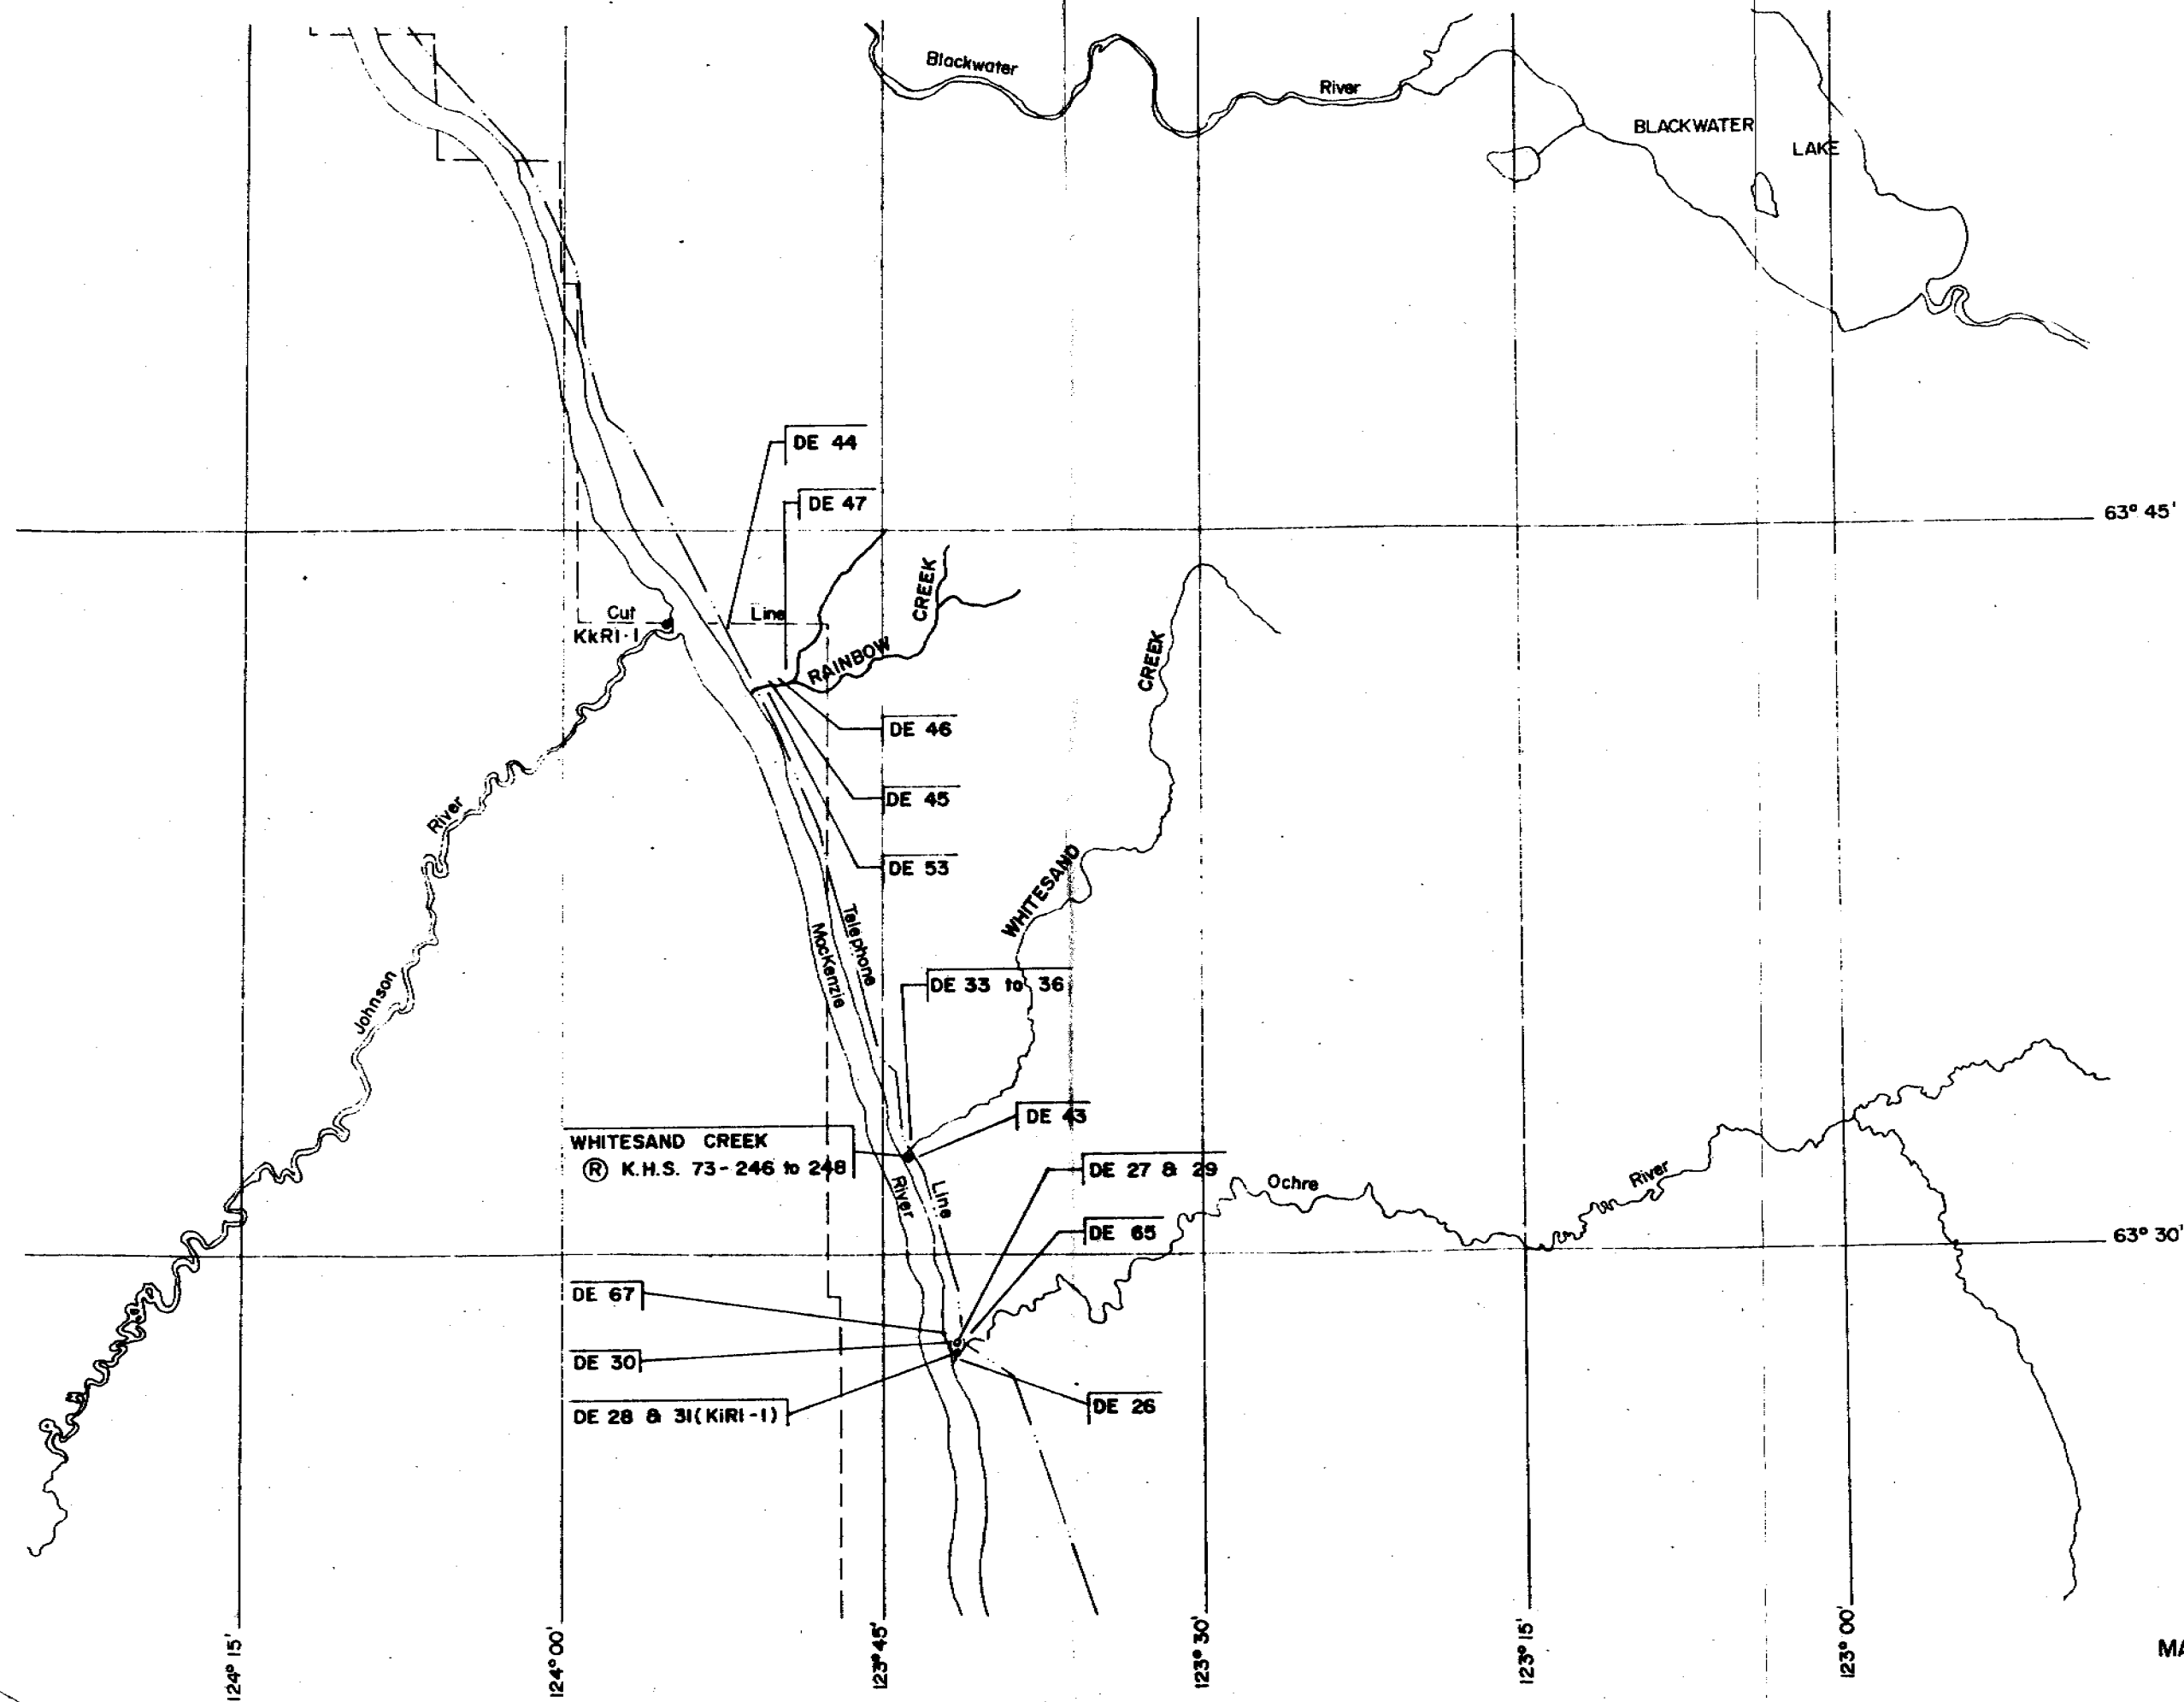 Blackwater River
BLACKWATER
LAKE
DE 44
DE 47
63° 45'
CREEK
Cut Line
KkRI-1
RAINBOW
CREEK
DE 46
DE 45
River
DE 53
WHITESAND
Telephone
MacKenzie
Johnson
DE 33 to 36
DE 43
WHITESAND CREEK
Ⓡ K.H.S. 73-246 to 248
DE 27 & 29
Ochre
River
River
Line
DE 65
63° 30'
DE 67
DE 30
DE 28 & 31(KiRI-1)
DE 26
124° 15'
124° 00'
123° 45'
123° 30'
123° 15'
123° 00'
MA